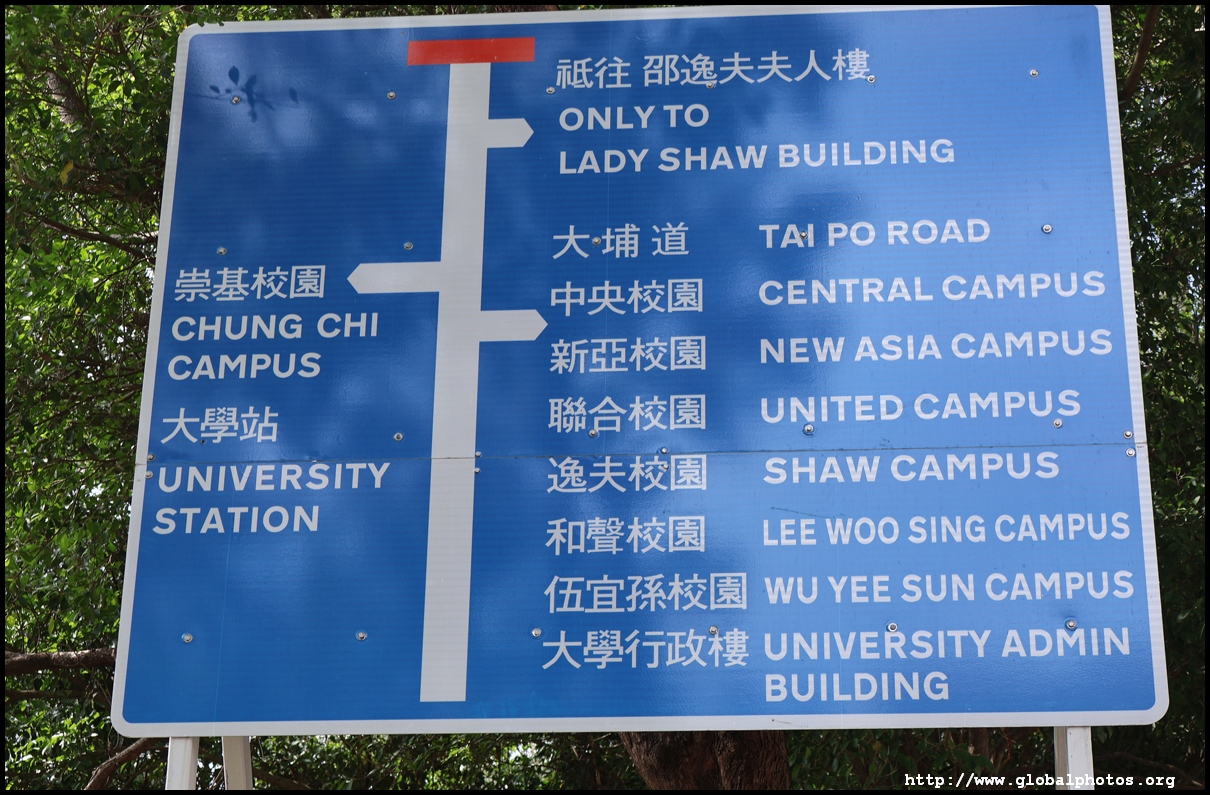 祗往 邵逸夫夫人樓
ONLY TO
LADY SHAW BUILDING
崇基校園
CHUNG CHI
CAMPUS
大學站
UNIVERSITY
STATION
大埔道 TAI PO ROAD
中央校園 CENTRAL CAMPUS
新亞校園 NEW ASIA CAMPUS
聯合校園 UNITED CAMPUS
逸夫校園 SHAW CAMPUS
和聲校園 LEE WOO SING CAMPUS
伍宜孫校園 WU YEE SUN CAMPUS
大學行政樓 UNIVERSITY ADMIN
BUILDING
http://www.globalphotos.org